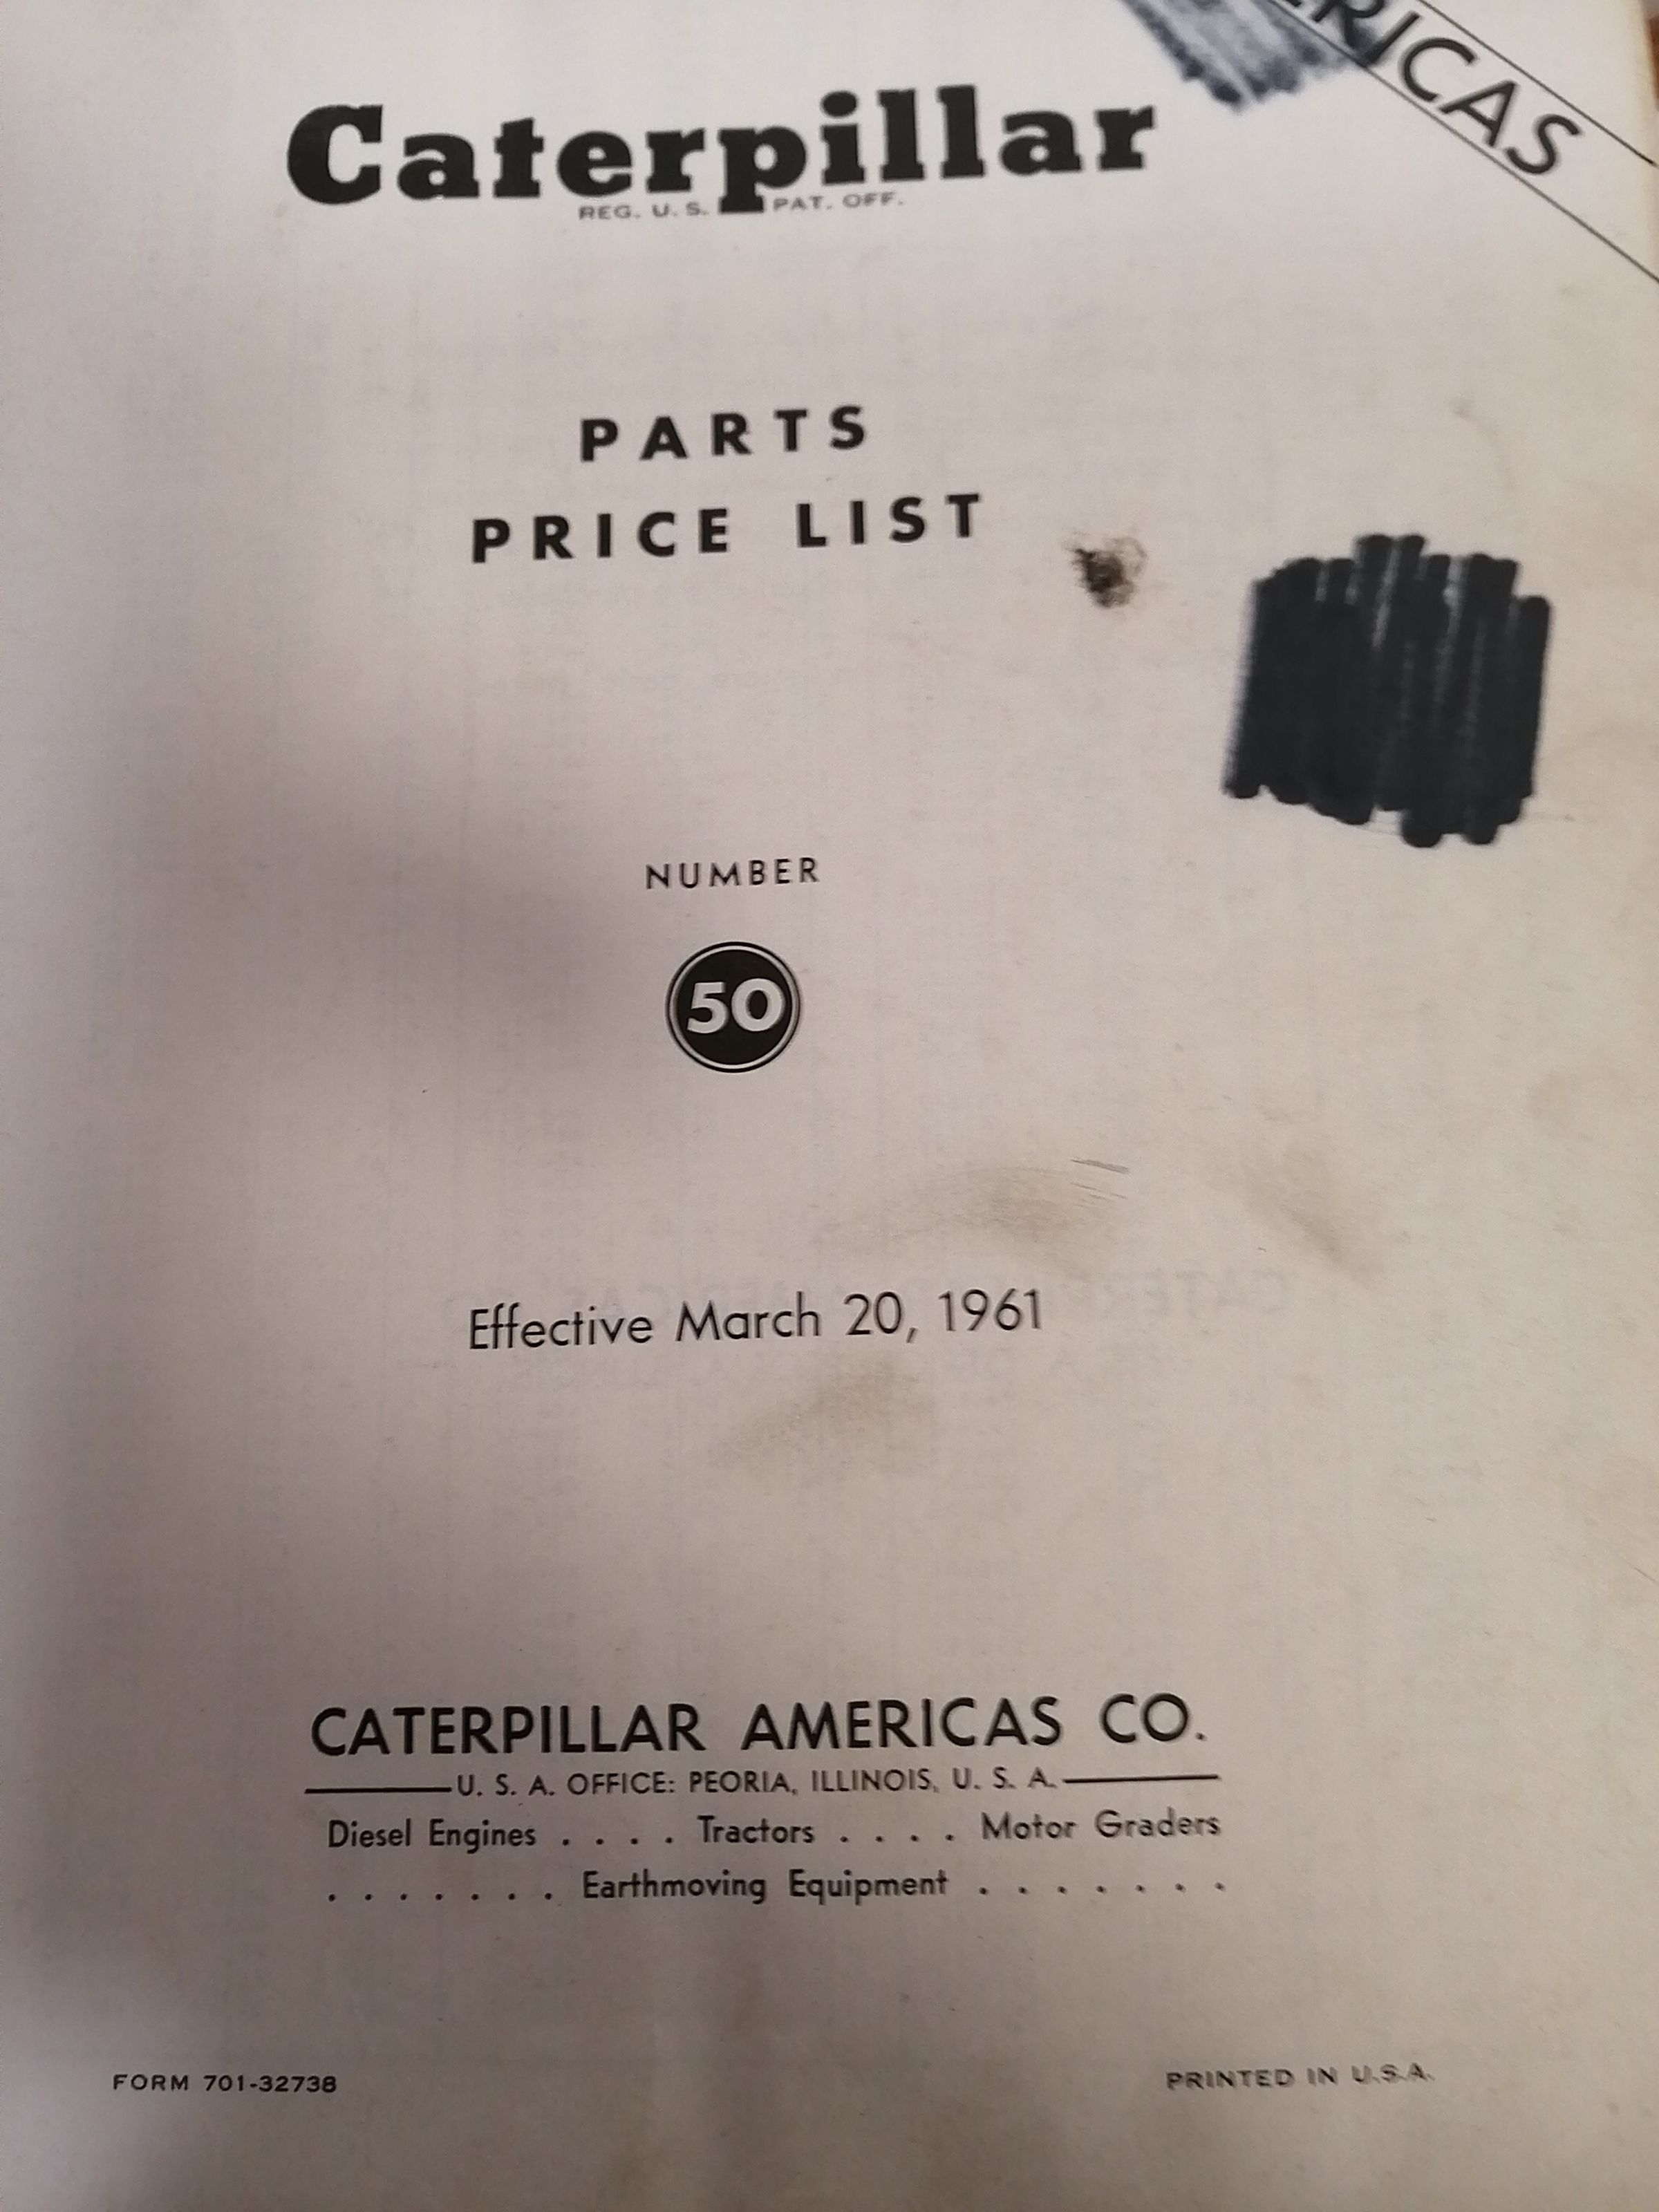 Caterpillar
REG. U. S. PAT. OFF.
PARTS
PRICE LIST
NUMBER
50
Effective March 20, 1961
CATERPILLAR AMERICAS CO.
U. S. A. OFFICE: PEORIA, ILLINOIS, U. S. A.
Diesel Engines . . . . Tractors . . . . Motor Graders
. . . . . . . Earthmoving Equipment . . . . . . .
FORM 701-32738
PRINTED IN U.S.A.